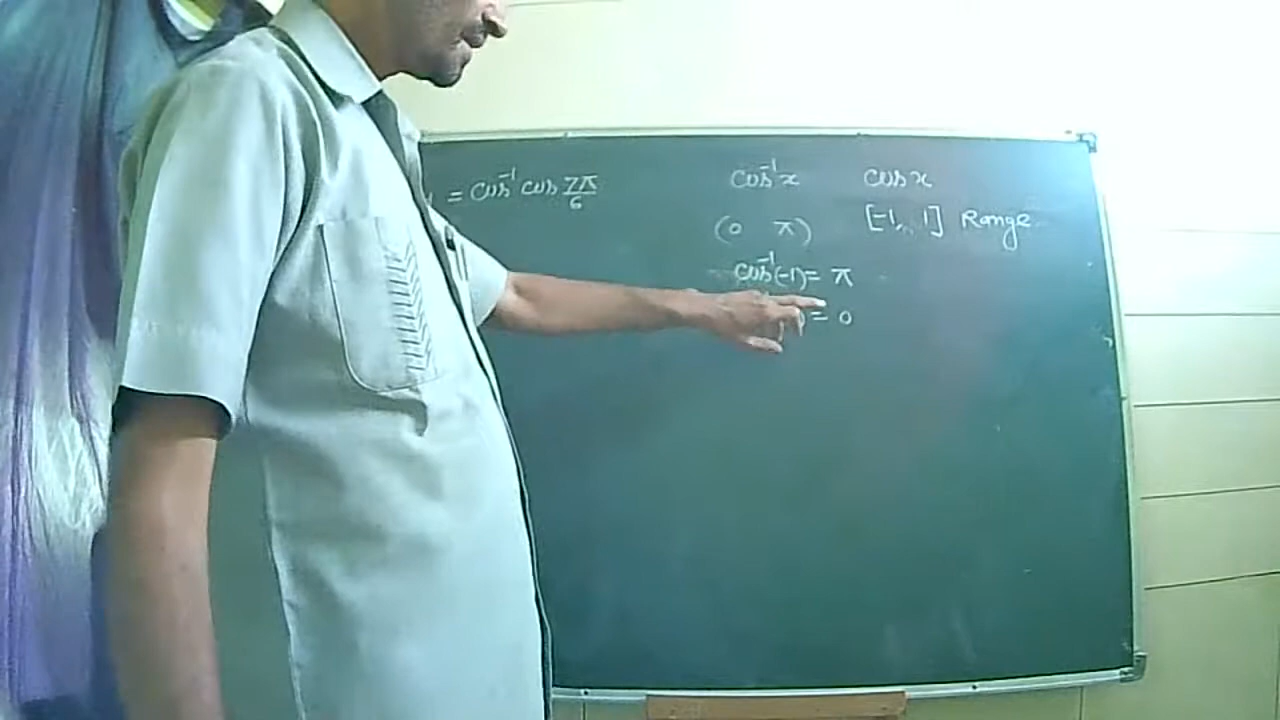 = cos⁻¹ cos 7π/6
cos⁻¹x cos x
(0 π) [-1, 1] Range
cos⁻¹(-1) = π
= 0